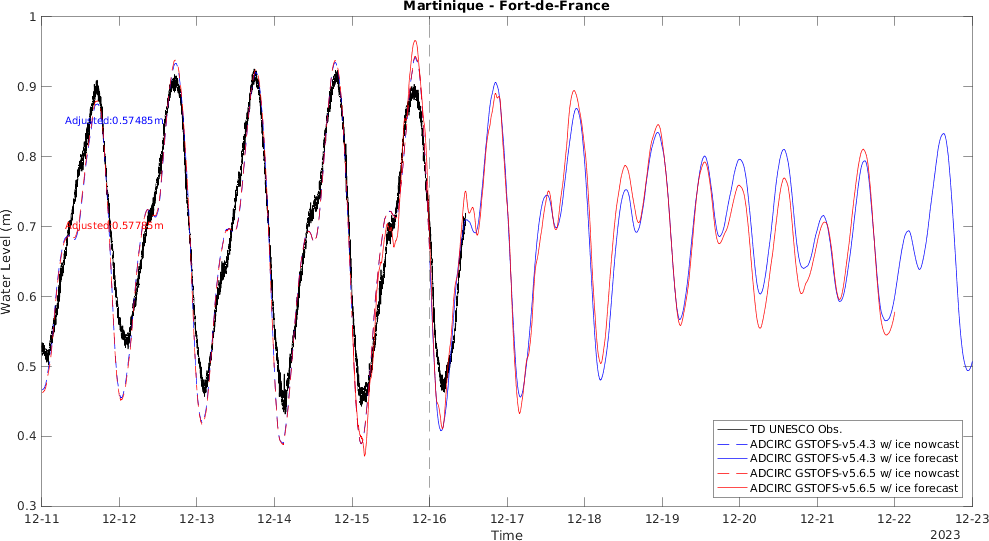 Martinique - Fort-de-France
Water Level (m)
1
0.9
0.8
0.7
0.6
0.5
0.4
0.3
Adjusted:0.57485m
Adjusted:0.57785m
TD UNESCO Obs.
ADCIRC GSTOFS-v5.4.3 w/ ice nowcast
ADCIRC GSTOFS-v5.4.3 w/ ice forecast
ADCIRC GSTOFS-v5.6.5 w/ ice nowcast
ADCIRC GSTOFS-v5.6.5 w/ ice forecast
12-11 12-12 12-13 12-14 12-15 12-16 12-17 12-18 12-19 12-20 12-21 12-22 12-23
Time
2023